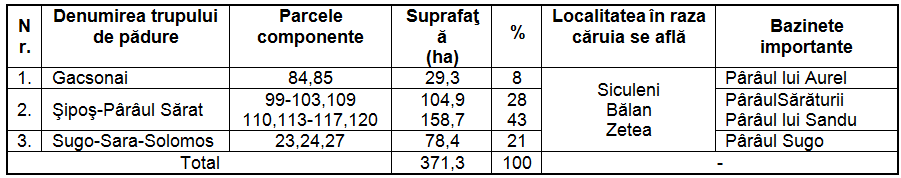 Nr. Denumirea trupului de pădure Parcele componente Suprafaţă (ha) % Localitatea în raza căruia se află Bazinete importante
1. Gacsonai 84,85 29,3 8 Siculeni Bălan Zetea Pârâul lui Aurel
2. Şipoş-Pârâul Sărat 99-103,109 104,9 28 PârâulSărăturii
110,113-117,120 158,7 43 Pârâul lui Sandu
3. Sugo-Sara-Solomos 23,24,27 78,4 21 Pârâul Sugo
Total 371,3 100 -